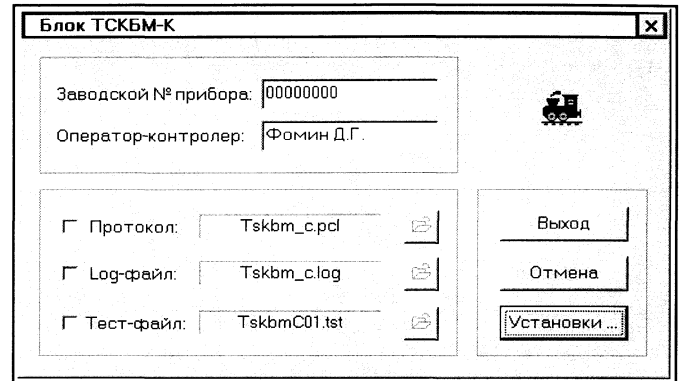 Блок ТСКБМ-К
Заводской № прибора: 00000000
Оператор-контролер: Фомин Д.Г.
Протокол: Tskbm_c.pcl
Log-файл: Tskbm_c.log
Тест-файл: TskbmC01.tst
Выход
Отмена
Установки ...